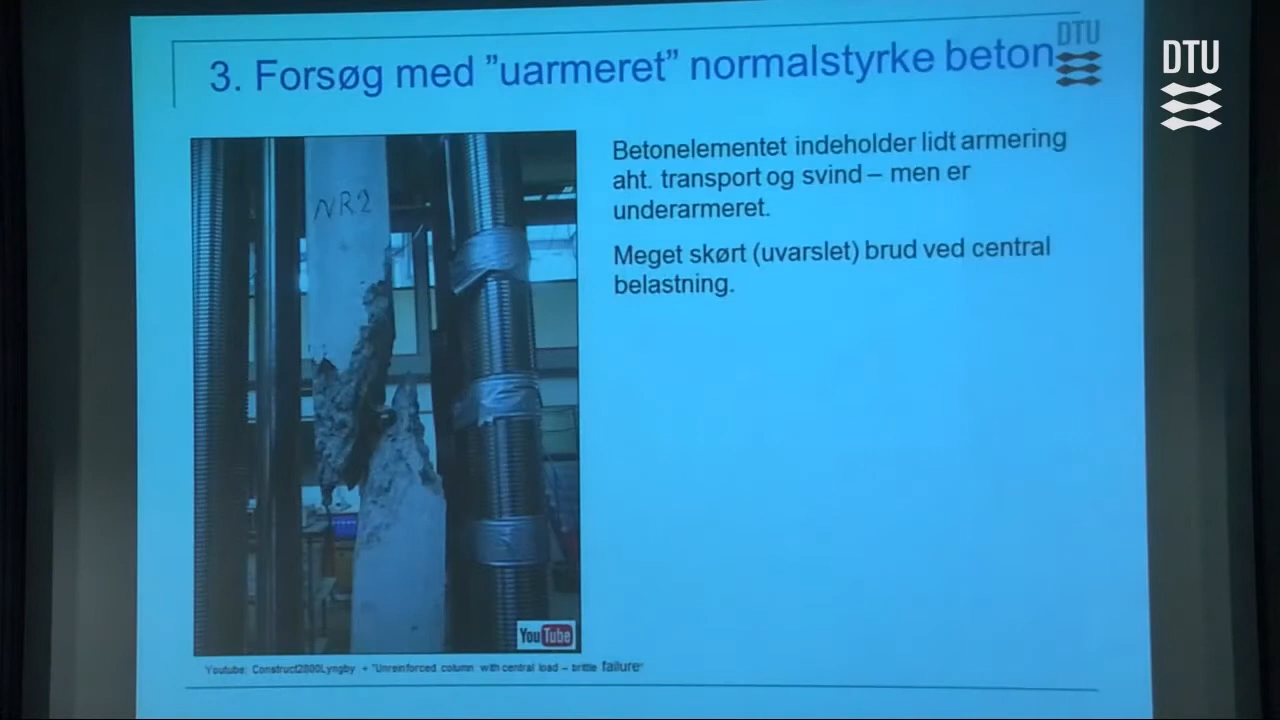 3. Forsøg med ”uarmeret” normalstyrke beton
DTU
DTU
NR2
Betonelementet indeholder lidt armering
aht. transport og svind – men er
underarmeret.
Meget skørt (uvarslet) brud ved central
belastning.
YouTube
Youtube: Construct2800Lyngby + "Unreinforced column with central load – brittle failure"